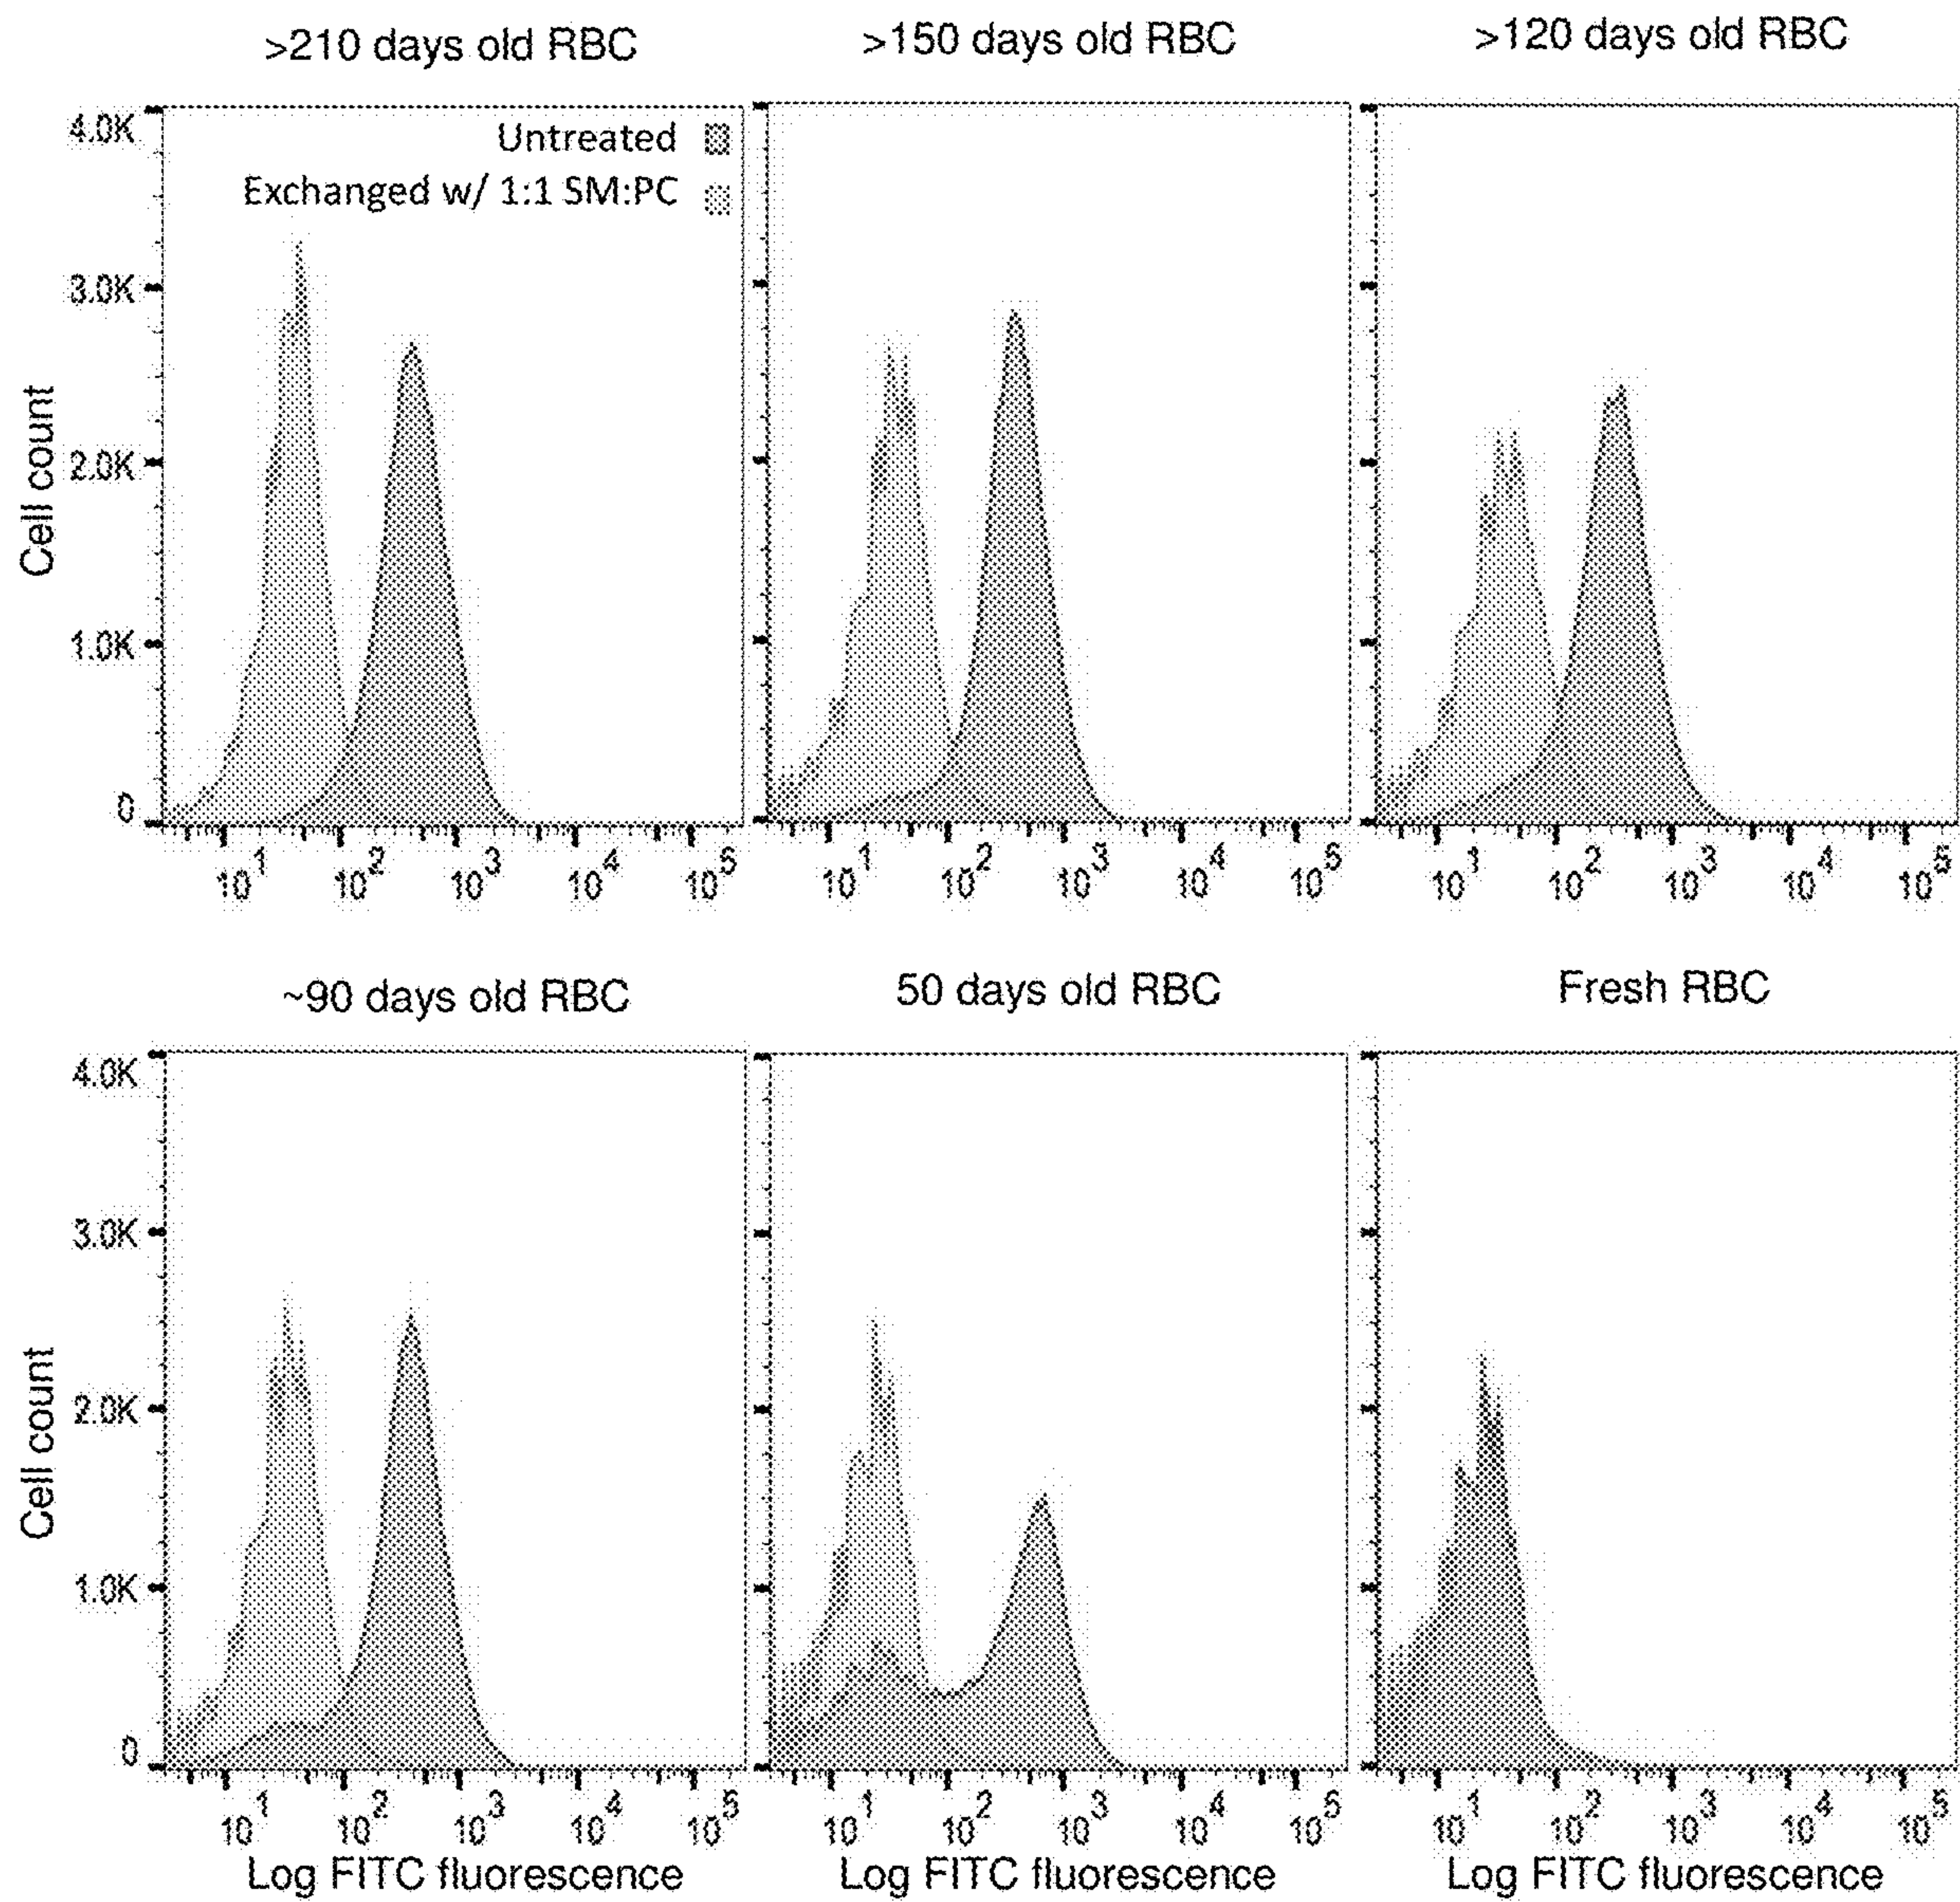 >210 days old RBC
>150 days old RBC
>120 days old RBC
Untreated
Exchanged w/ 1:1 SM:PC
4.0K
3.0K
2.0K
1.0K
0
Cell count
10^1 10^2 10^3 10^4 10^5
10^1 10^2 10^3 10^4 10^5
10^1 10^2 10^3 10^4 10^5
~90 days old RBC
50 days old RBC
Fresh RBC
4.0K
3.0K
2.0K
1.0K
0
Cell count
10^1 10^2 10^3 10^4 10^5
10^1 10^2 10^3 10^4 10^5
10^1 10^2 10^3 10^4 10^5
Log FITC fluorescence
Log FITC fluorescence
Log FITC fluorescence